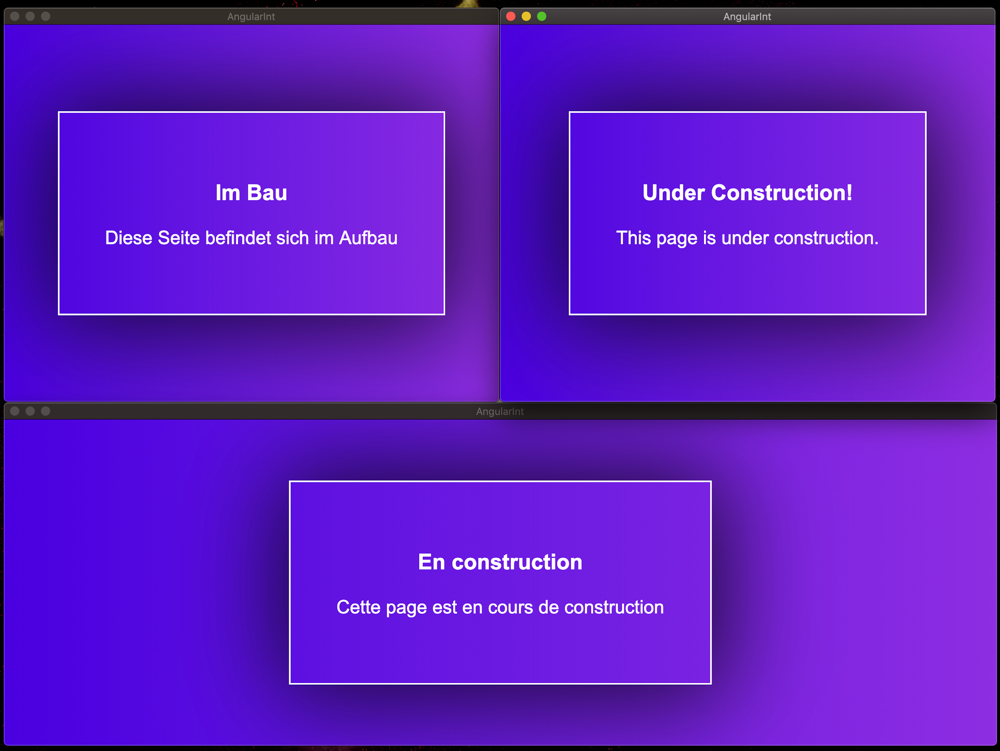 AngularInt
Im Bau
Diese Seite befindet sich im Aufbau
AngularInt
Under Construction!
This page is under construction.
AngularInt
En construction
Cette page est en cours de construction